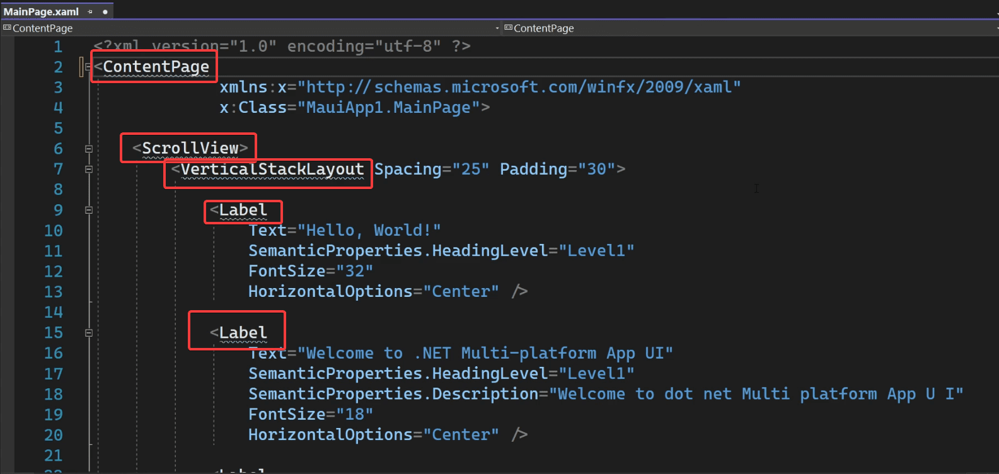 MainPage.xaml
ContentPage
ContentPage
1 <?xml version="1.0" encoding="utf-8" ?>
2 <ContentPage
3 xmlns:x="http://schemas.microsoft.com/winfx/2009/xaml"
4 x:Class="MauiApp1.MainPage">
5
6 <ScrollView>
7 <VerticalStackLayout Spacing="25" Padding="30">
8
9 <Label
10 Text="Hello, World!"
11 SemanticProperties.HeadingLevel="Level1"
12 FontSize="32"
13 HorizontalOptions="Center" />
14
15 <Label
16 Text="Welcome to .NET Multi-platform App UI"
17 SemanticProperties.HeadingLevel="Level1"
18 SemanticProperties.Description="Welcome to dot net Multi platform App U I"
19 FontSize="18"
20 HorizontalOptions="Center" />
21
22 <Label